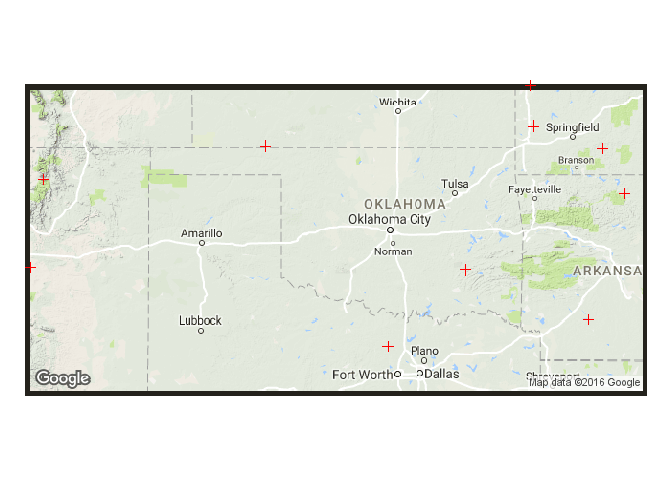 Wichita
Springfield
Branson
Tulsa
Fayetteville
OKLAHOMA
Oklahoma City
Amarillo
Norman
ARKANSA
Lubbock
Plano
Fort Worth
Dallas
Google
Map data ©2016 Google